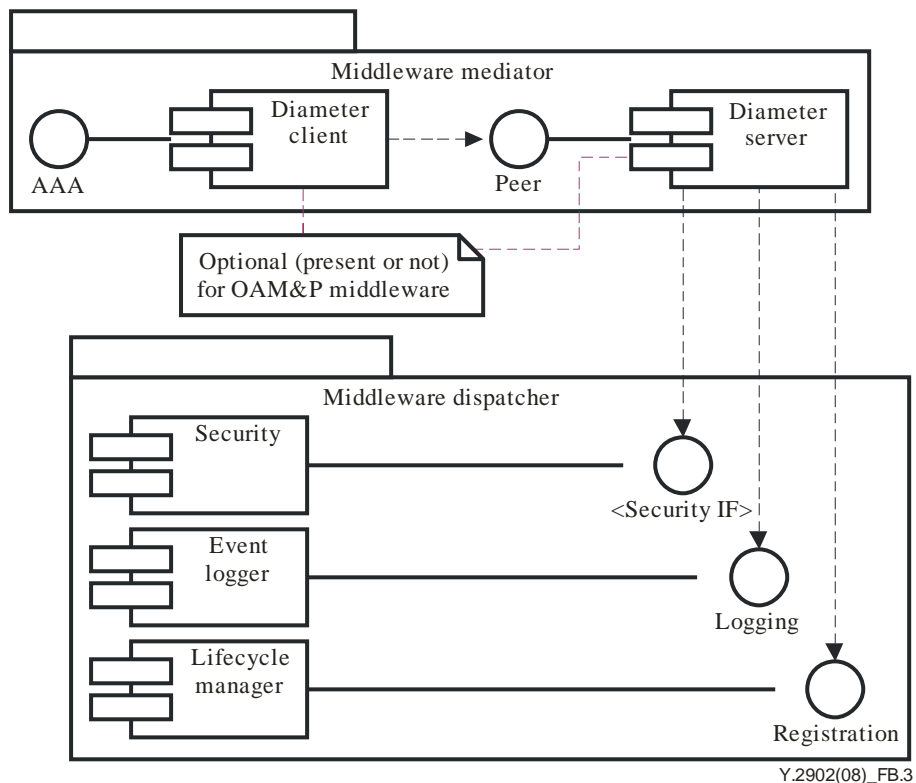 Middleware mediator
Diameter
client
Diameter
server
AAA
Peer
Optional (present or not)
for OAM&P middleware
Middleware dispatcher
Security
<Security IF>
Event
logger
Logging
Lifecycle
manager
Registration
Y.2902(08)_FB.3